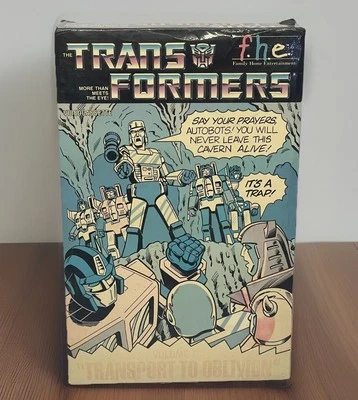 THE TRANS FORMERS
MORE THAN
MEETS
THE EYE!
f.h.e.
Family Home Entertainment
SAY YOUR PRAYERS,
AUTOBOTS! YOU WILL
NEVER LEAVE THIS
CAVERN ALIVE!
IT'S A
TRAP!
"TRANSPORT TO OBLIVION"